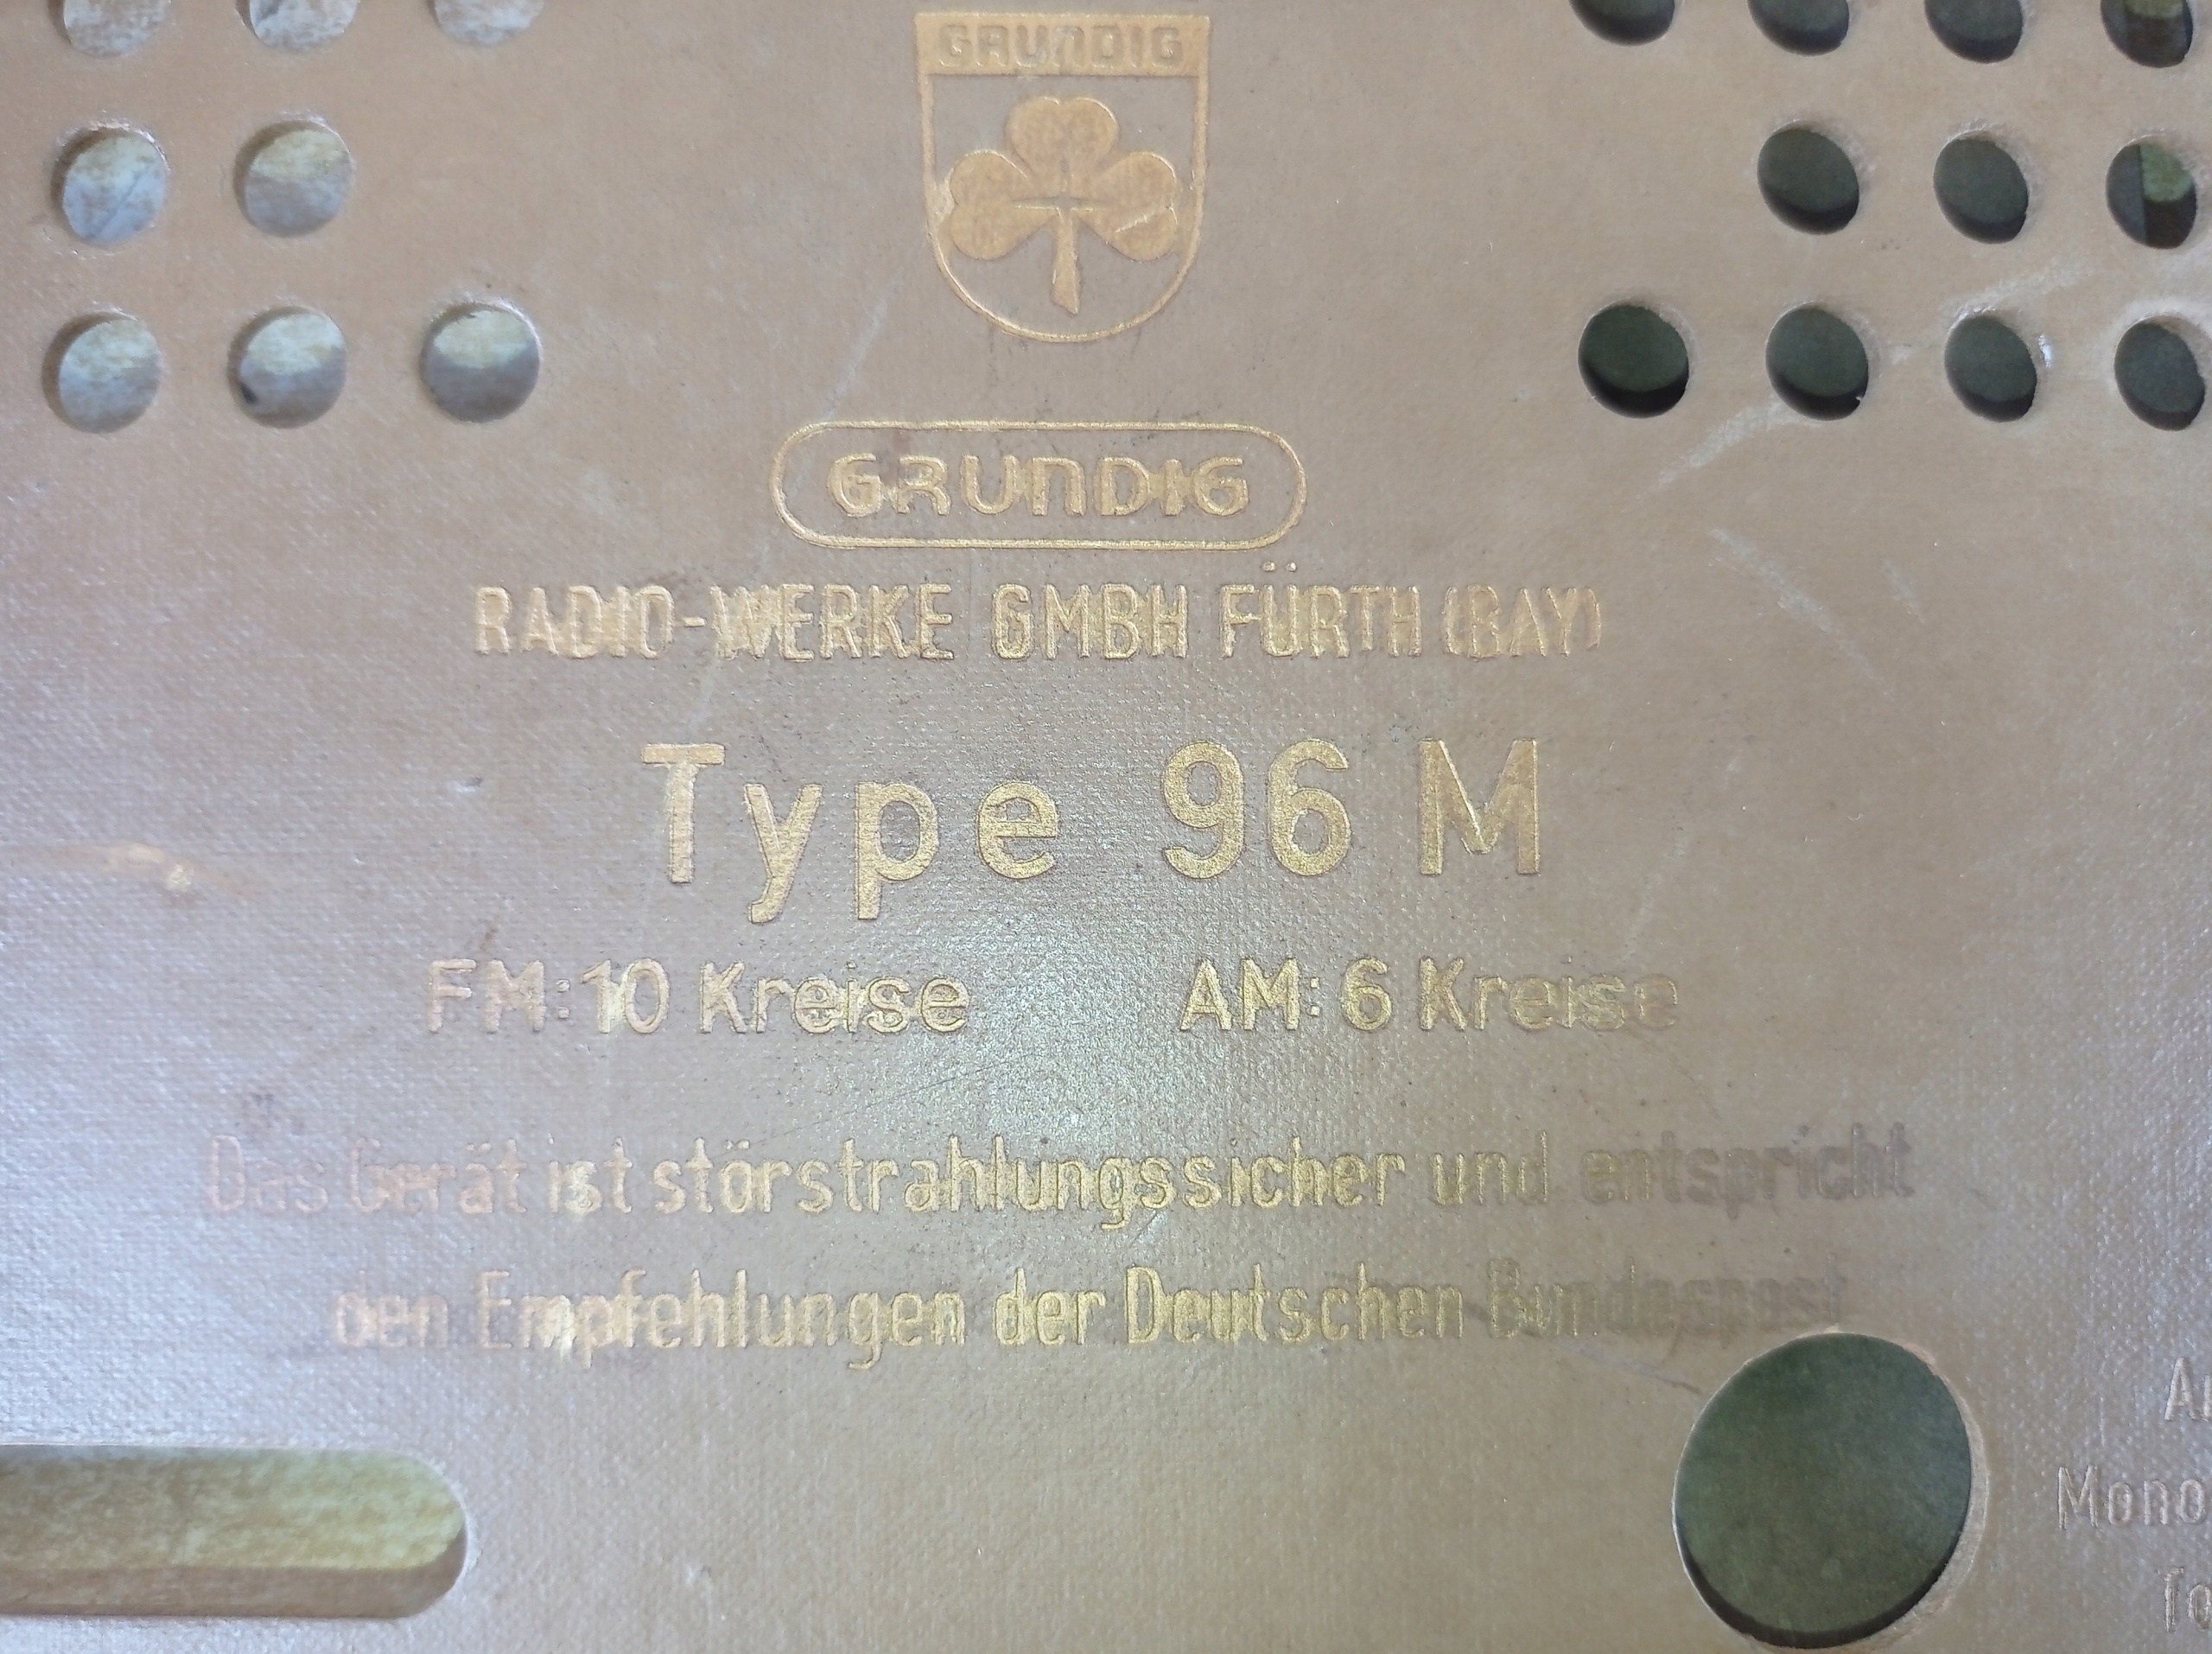 GRUNDIG
GRUNDIG
RADIO-WERKE GMBH FÜRTH (BAY)
Type 96 M
FM: 10 Kreise AM: 6 Kreise
Das Gerät ist störstrahlungssicher und entspricht
den Empfehlungen der Deutschen Bundespost
Mono